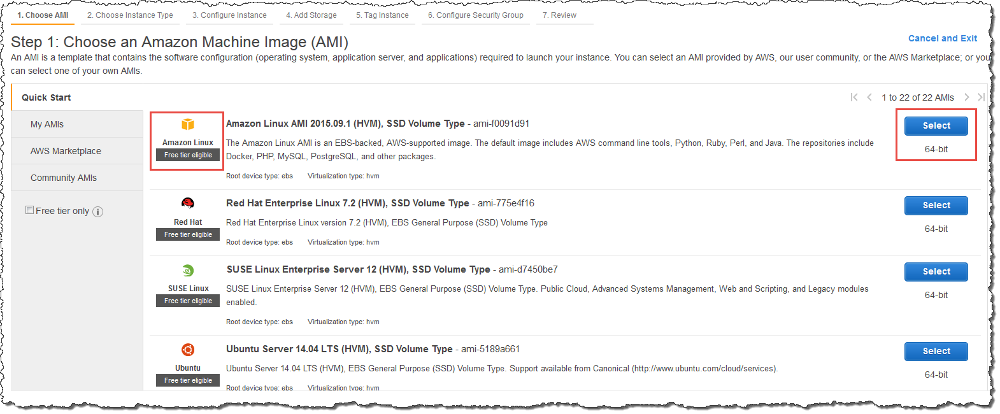 1. Choose AMI 2. Choose Instance Type 3. Configure Instance 4. Add Storage 5. Tag Instance 6. Configure Security Group 7. Review
Step 1: Choose an Amazon Machine Image (AMI)
Cancel and Exit
An AMI is a template that contains the software configuration (operating system, application server, and applications) required to launch your instance. You can select an AMI provided by AWS, our user community, or the AWS Marketplace; or you
can select one of your own AMIs.
Quick Start
1 to 22 of 22 AMIs
My AMIs
AWS Marketplace
Community AMIs
Free tier only
Amazon Linux
Free tier eligible
Amazon Linux AMI 2015.09.1 (HVM), SSD Volume Type - ami-f0091d91
The Amazon Linux AMI is an EBS-backed, AWS-supported image. The default image includes AWS command line tools, Python, Ruby, Perl, and Java. The repositories include
Docker, PHP, MySQL, PostgreSQL, and other packages.
Root device type: ebs Virtualization type: hvm
Select
64-bit
Red Hat
Free tier eligible
Red Hat Enterprise Linux 7.2 (HVM), SSD Volume Type - ami-775e4f16
Red Hat Enterprise Linux version 7.2 (HVM), EBS General Purpose (SSD) Volume Type
Root device type: ebs Virtualization type: hvm
Select
64-bit
SUSE Linux
Free tier eligible
SUSE Linux Enterprise Server 12 (HVM), SSD Volume Type - ami-d7450be7
SUSE Linux Enterprise Server 12 (HVM), EBS General Purpose (SSD) Volume Type. Public Cloud, Advanced Systems Management, Web and Scripting, and Legacy modules
enabled.
Root device type: ebs Virtualization type: hvm
Select
64-bit
Ubuntu
Free tier eligible
Ubuntu Server 14.04 LTS (HVM), SSD Volume Type - ami-5189a661
Ubuntu Server 14.04 LTS (HVM), EBS General Purpose (SSD) Volume Type. Support available from Canonical (http://www.ubuntu.com/cloud/services).
Root device type: ebs Virtualization type: hvm
Select
64-bit